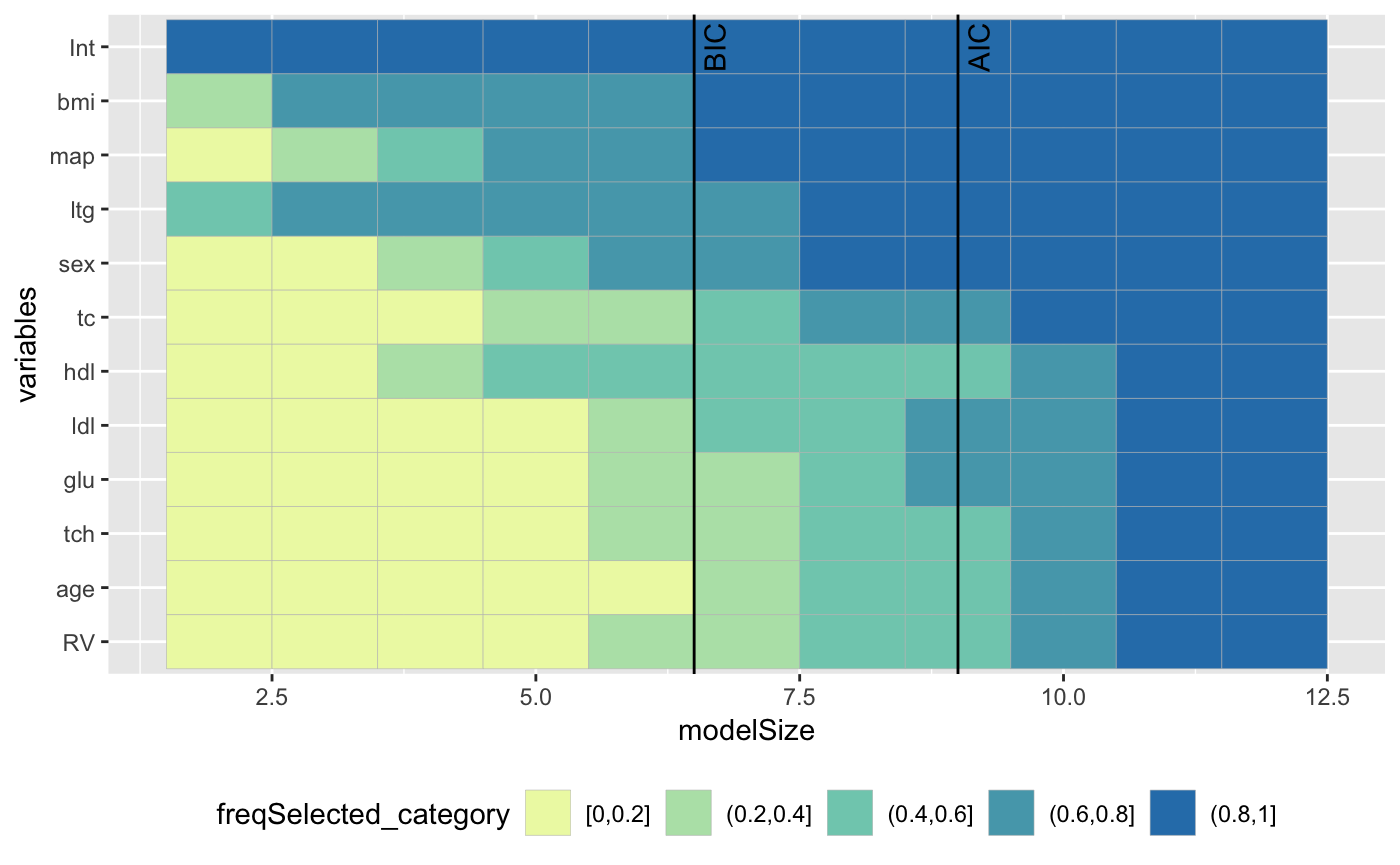 Int
BIC
AIC
bmi
map
ltg
sex
tc
hdl
ldl
glu
tch
age
RV
variables
2.5 5.0 7.5 10.0 12.5
modelSize
freqSelected_category [0,0.2] (0.2,0.4] (0.4,0.6] (0.6,0.8] (0.8,1]